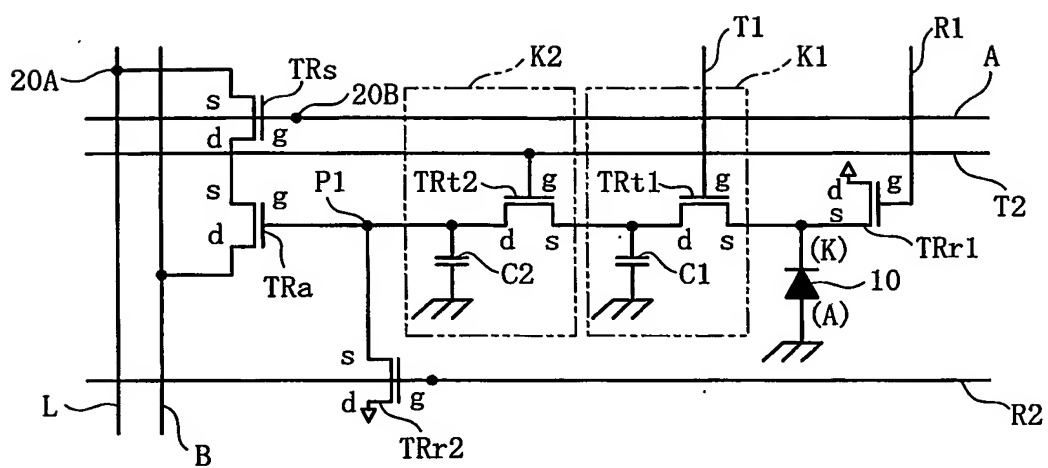 T1
R1
K2
K1
A
20A
TRs
20B
s
d
g
P1
TRt2
g
TRt1
g
d
g
T2
s
g
d
d
s
d
s
s
TRr1
TRa
C2
C1
(K)
10
(A)
s
d
g
L
B
TRr2
R2